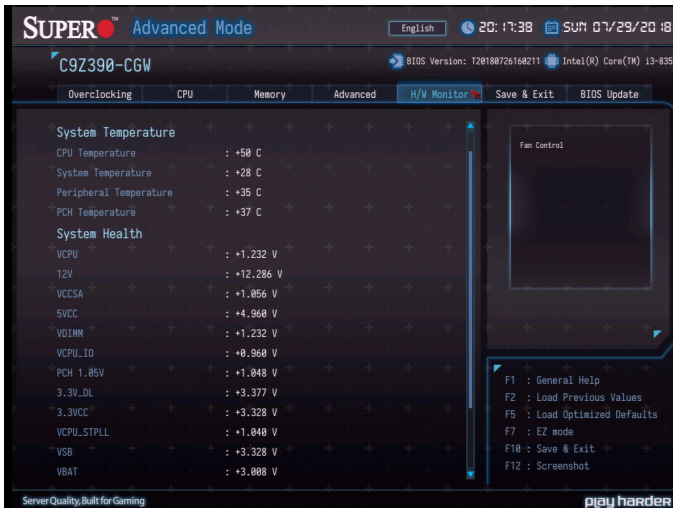 SUPER™ Advanced Mode
English
20:17:38
SUN 07/29/2018
C9Z390-CGW
BIOS Version: T20180726160211
Intel(R) Core(TM) i3-835
Overclocking CPU Memory Advanced H/W Monitor Save & Exit BIOS Update
System Temperature
CPU Temperature : +50 C
System Temperature : +28 C
Peripheral Temperature : +35 C
PCH Temperature : +37 C
System Health
VCPU : +1.232 V
12V : +12.286 V
VCCSA : +1.056 V
5VCC : +4.960 V
VDIMM : +1.232 V
VCPU_IO : +0.960 V
PCH 1.05V : +1.048 V
3.3V_DL : +3.377 V
3.3VCC : +3.328 V
VCPU_STPLL : +1.040 V
VSB : +3.328 V
VBAT : +3.008 V
Fan Control
F1 : General Help
F2 : Load Previous Values
F5 : Load Optimized Defaults
F7 : EZ mode
F10 : Save & Exit
F12 : Screenshot
Server Quality, Built for Gaming
play harder